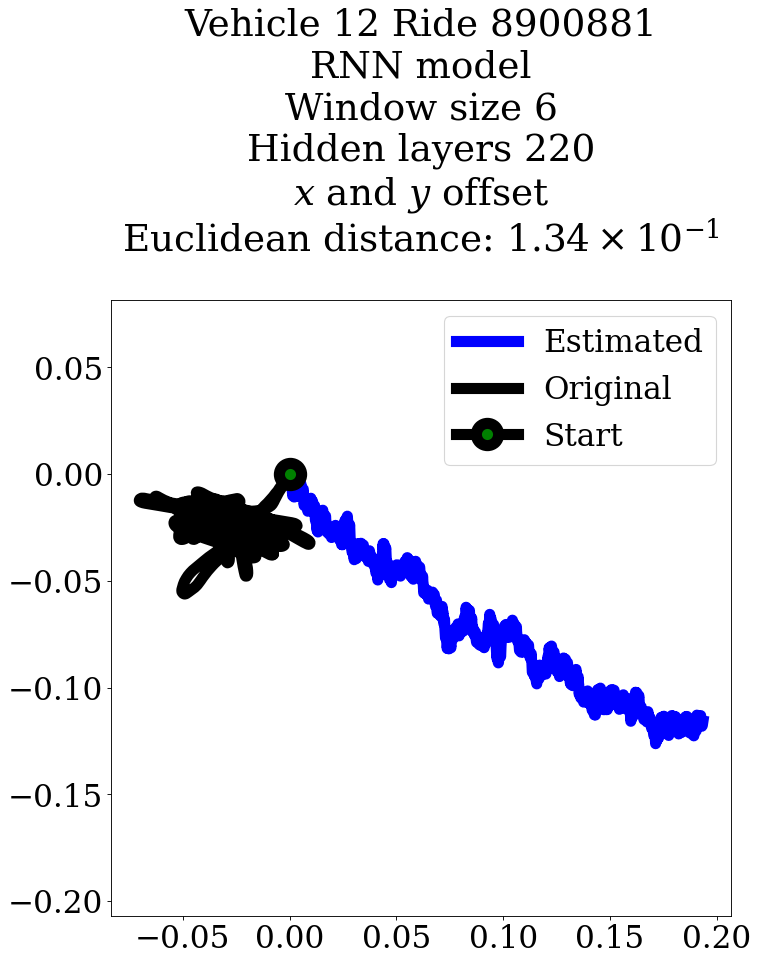 Vehicle 12 Ride 8900881
RNN model
Window size 6
Hidden layers 220
x and y offset
Euclidean distance: 1.34 × 10⁻¹
Estimated
Original
Start
0.05
0.00
−0.05
−0.10
−0.15
−0.20
−0.05 0.00 0.05 0.10 0.15 0.20